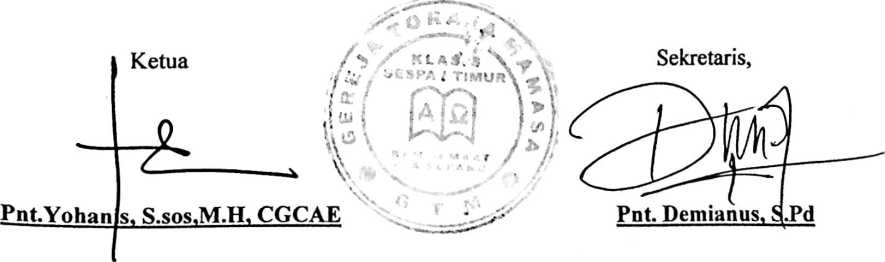 Ketua
Sekretaris,
GEREJA TORAJA MAMASA
KLASIS
SESPA TIMUR
A Ω
G T M
Pnt.Yohanis, S.sos,M.H, CGCAE
Pnt. Demianus, S.Pd